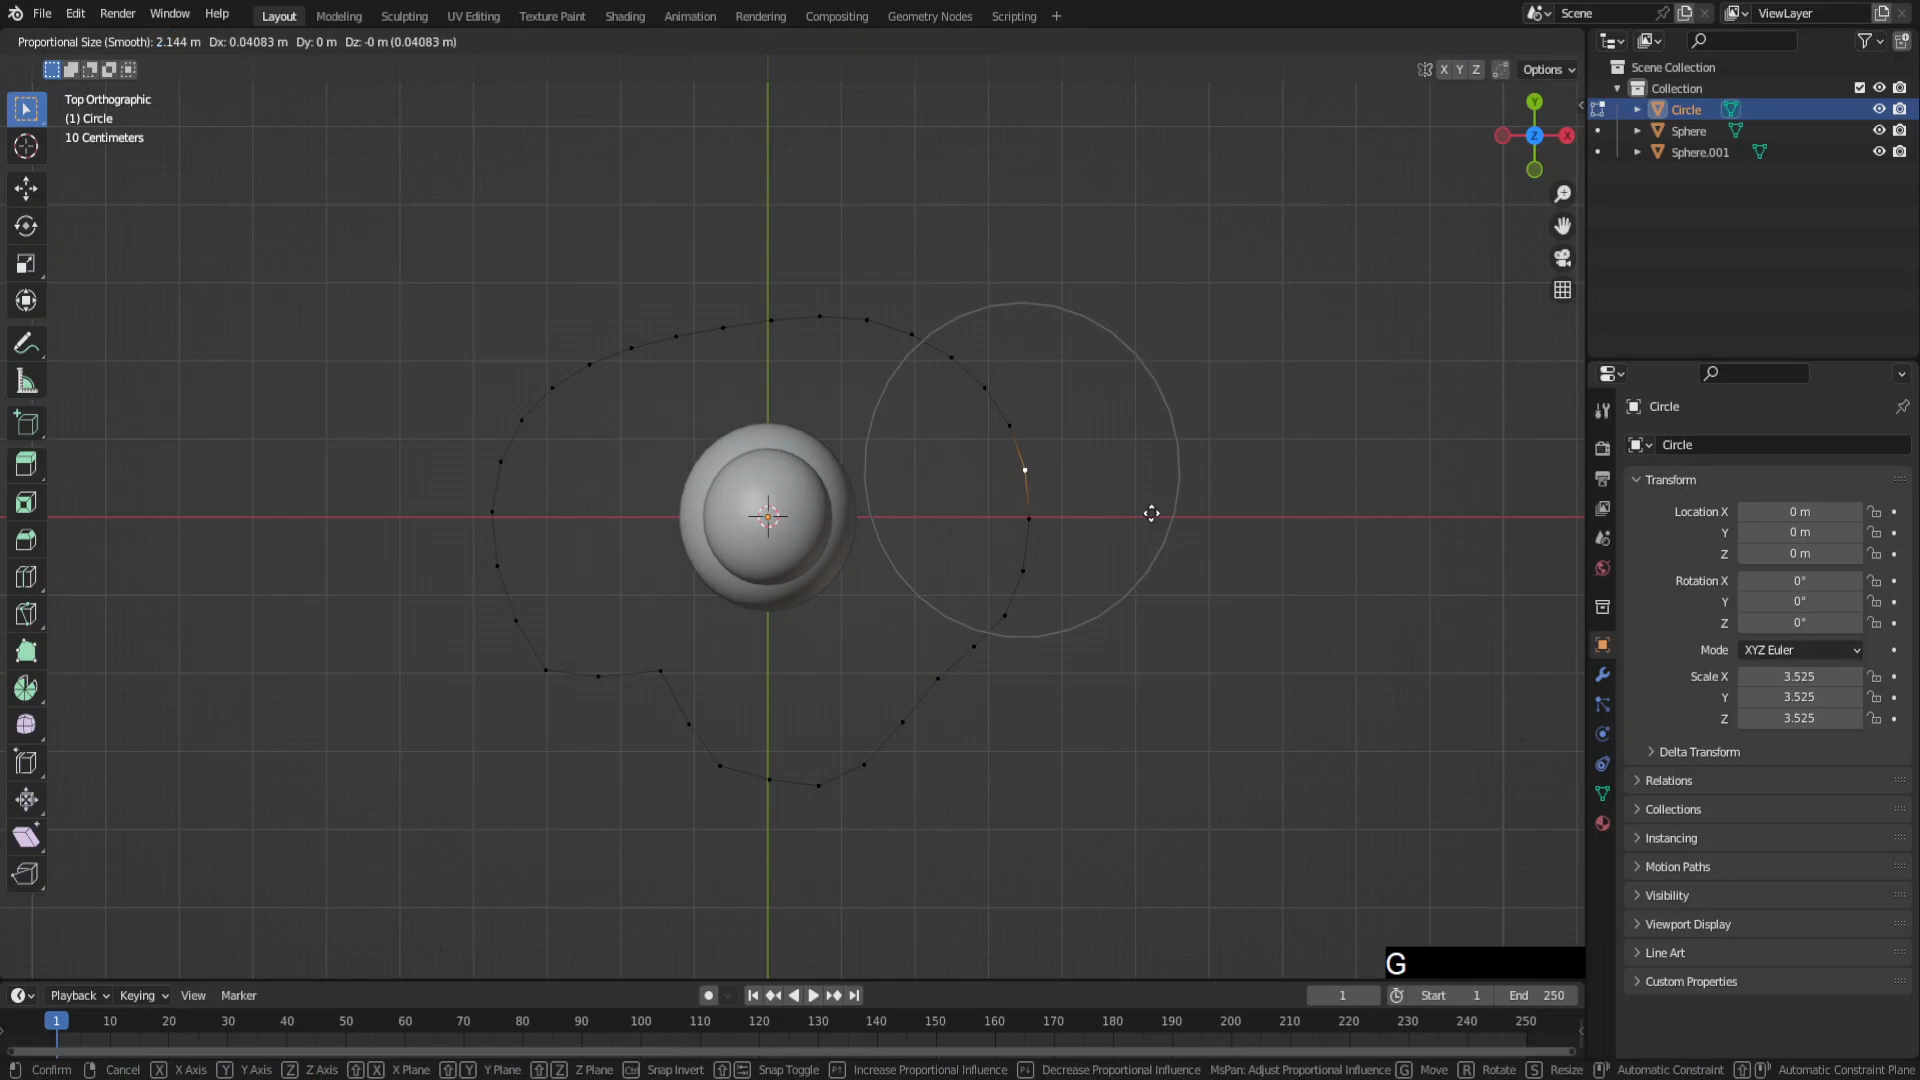 File Edit Render Window Help Layout Modeling Sculpting UV Editing Texture Paint Shading Animation Rendering Compositing Geometry Nodes Scripting + Scene ViewLayer
Proportional Size (Smooth): 2.144 m Dx: 0.04083 m Dy: 0 m Dz: -0 m (0.04083 m)
X Y Z Options
Top Orthographic
(1) Circle
10 Centimeters
Y
Z X
Scene Collection
Collection
Circle
Sphere
Sphere.001
Circle
Circle
Transform
Location X 0 m
Y 0 m
Z 0 m
Rotation X 0°
Y 0°
Z 0°
Mode XYZ Euler
Scale X 3.525
Y 3.525
Z 3.525
Delta Transform
Relations
Collections
Instancing
Motion Paths
Visibility
Viewport Display
Line Art
Custom Properties
G
Playback Keying View Marker 1 Start 1 End 250
1 10 20 30 40 50 60 70 80 90 100 110 120 130 140 150 160 170 180 190 200 210 220 230 240 250
Confirm Cancel X X Axis Y Y Axis Z Z Axis X X Plane Y Y Plane Z Z Plane Ctrl Snap Invert Snap Toggle Increase Proportional Influence Decrease Proportional Influence MsPan: Adjust Proportional Influence G Move R Rotate S Resize Automatic Constraint Automatic Constraint Plane